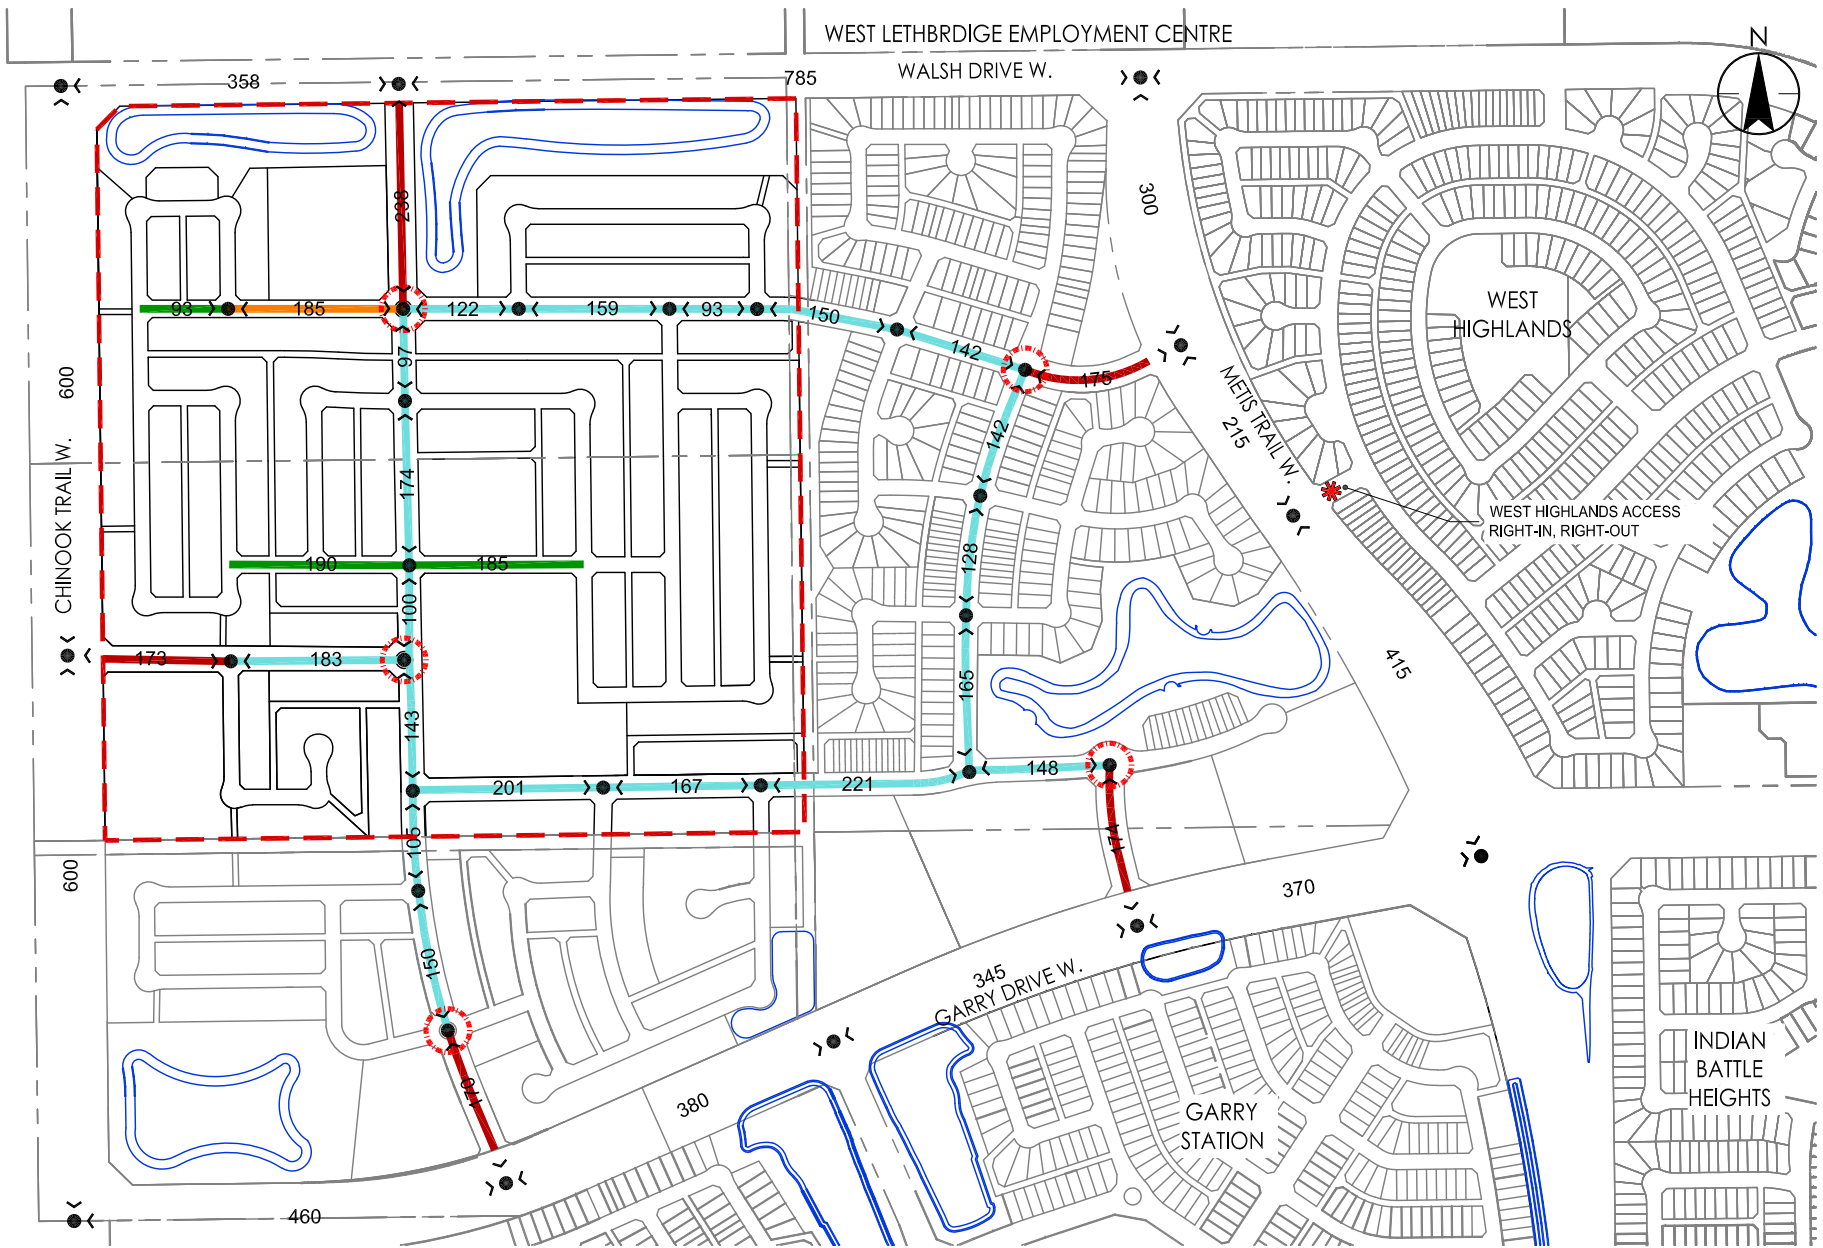 WEST LETHBRDIGE EMPLOYMENT CENTRE
N
WALSH DRIVE W.
358
785
300
238
93
185
122
159
93
150
142
175
97
142
WEST
HIGHLANDS
600
METIS TRAIL W.
215
CHINOOK TRAIL W.
174
WEST HIGHLANDS ACCESS
RIGHT-IN, RIGHT-OUT
190
185
128
100
173
183
165
415
143
148
201
167
221
105
174
600
370
150
345
GARRY DRIVE W.
170
380
GARRY
STATION
INDIAN
BATTLE
HEIGHTS
460